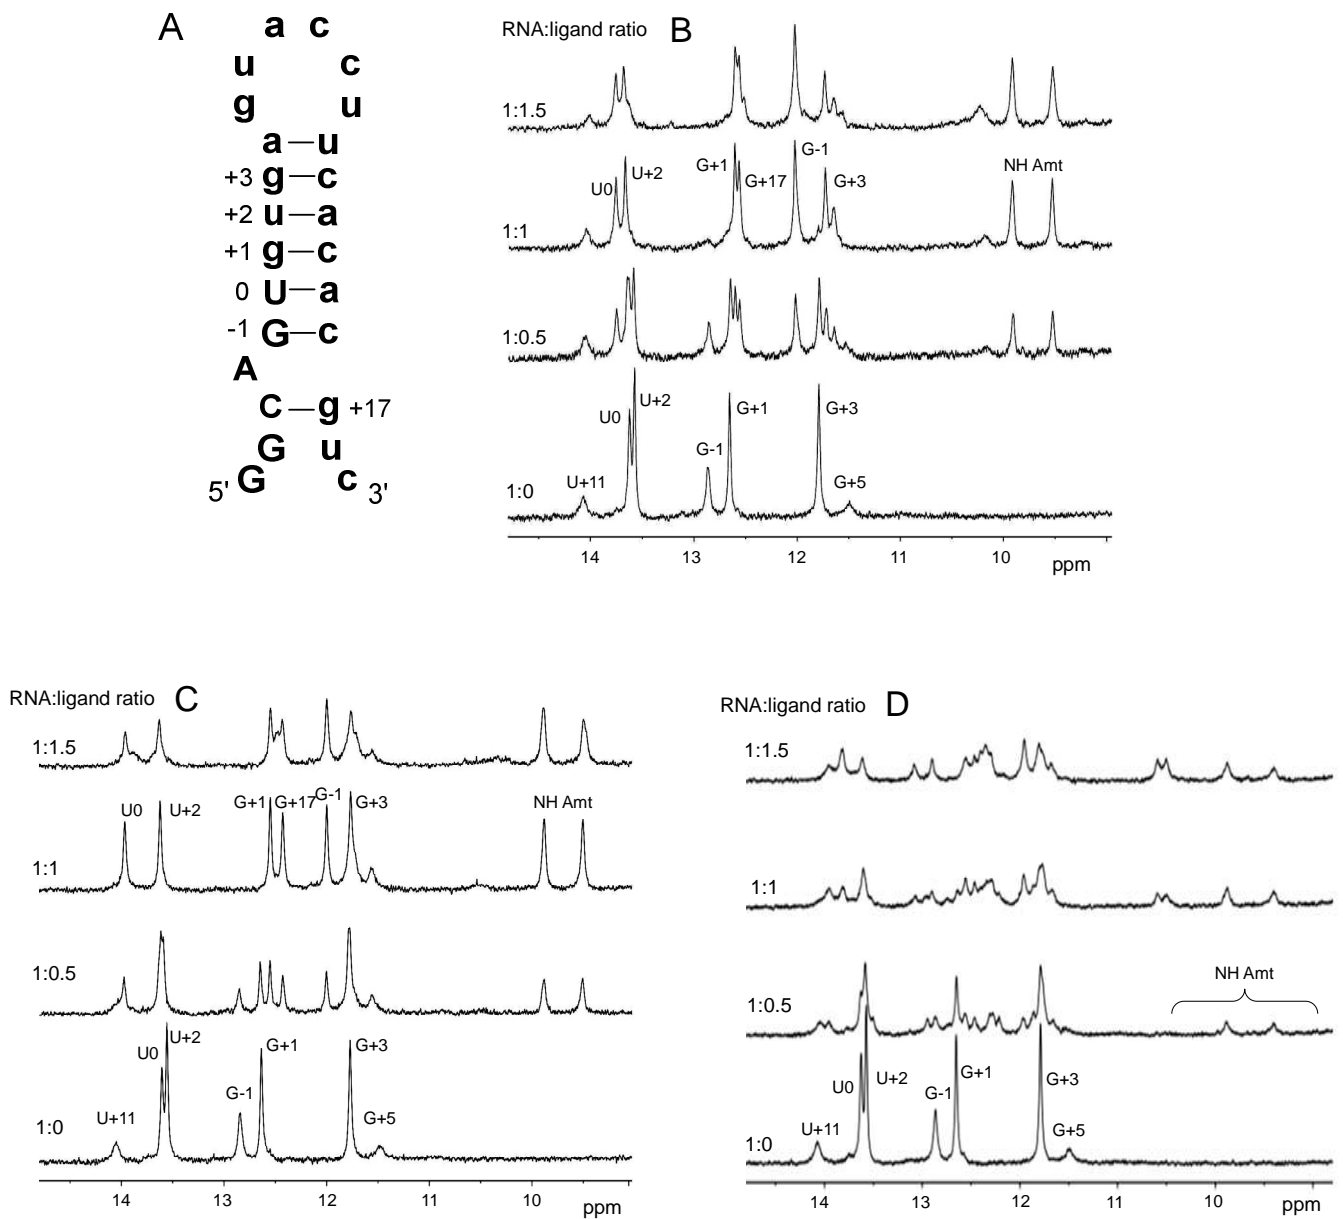 A
a c
u c
g u
a u
+3 g c
+2 u a
+1 g c
0 U a
-1 G c
A
C g +17
G u
5' G c 3'
RNA:ligand ratio B
1:1.5
G-1
G+1
NH Amt
U+2
G+17
G+3
U0
1:1
1:0.5
U+2
U0
G+1
G+3
G-1
U+11
G+5
1:0
14 13 12 11 10
ppm
RNA:ligand ratio C
1:1.5
G-1
G+1 G+17 G+3
NH Amt
U0 U+2
1:1
1:0.5
U+2
U0
G+1
G+3
G-1
U+11
G+5
1:0
14 13 12 11 10
ppm
RNA:ligand ratio D
1:1.5
1:1
NH Amt
1:0.5
G+1
U0 U+2
G+3
G-1
U+11
G+5
1:0
14 13 12 11 10
ppm